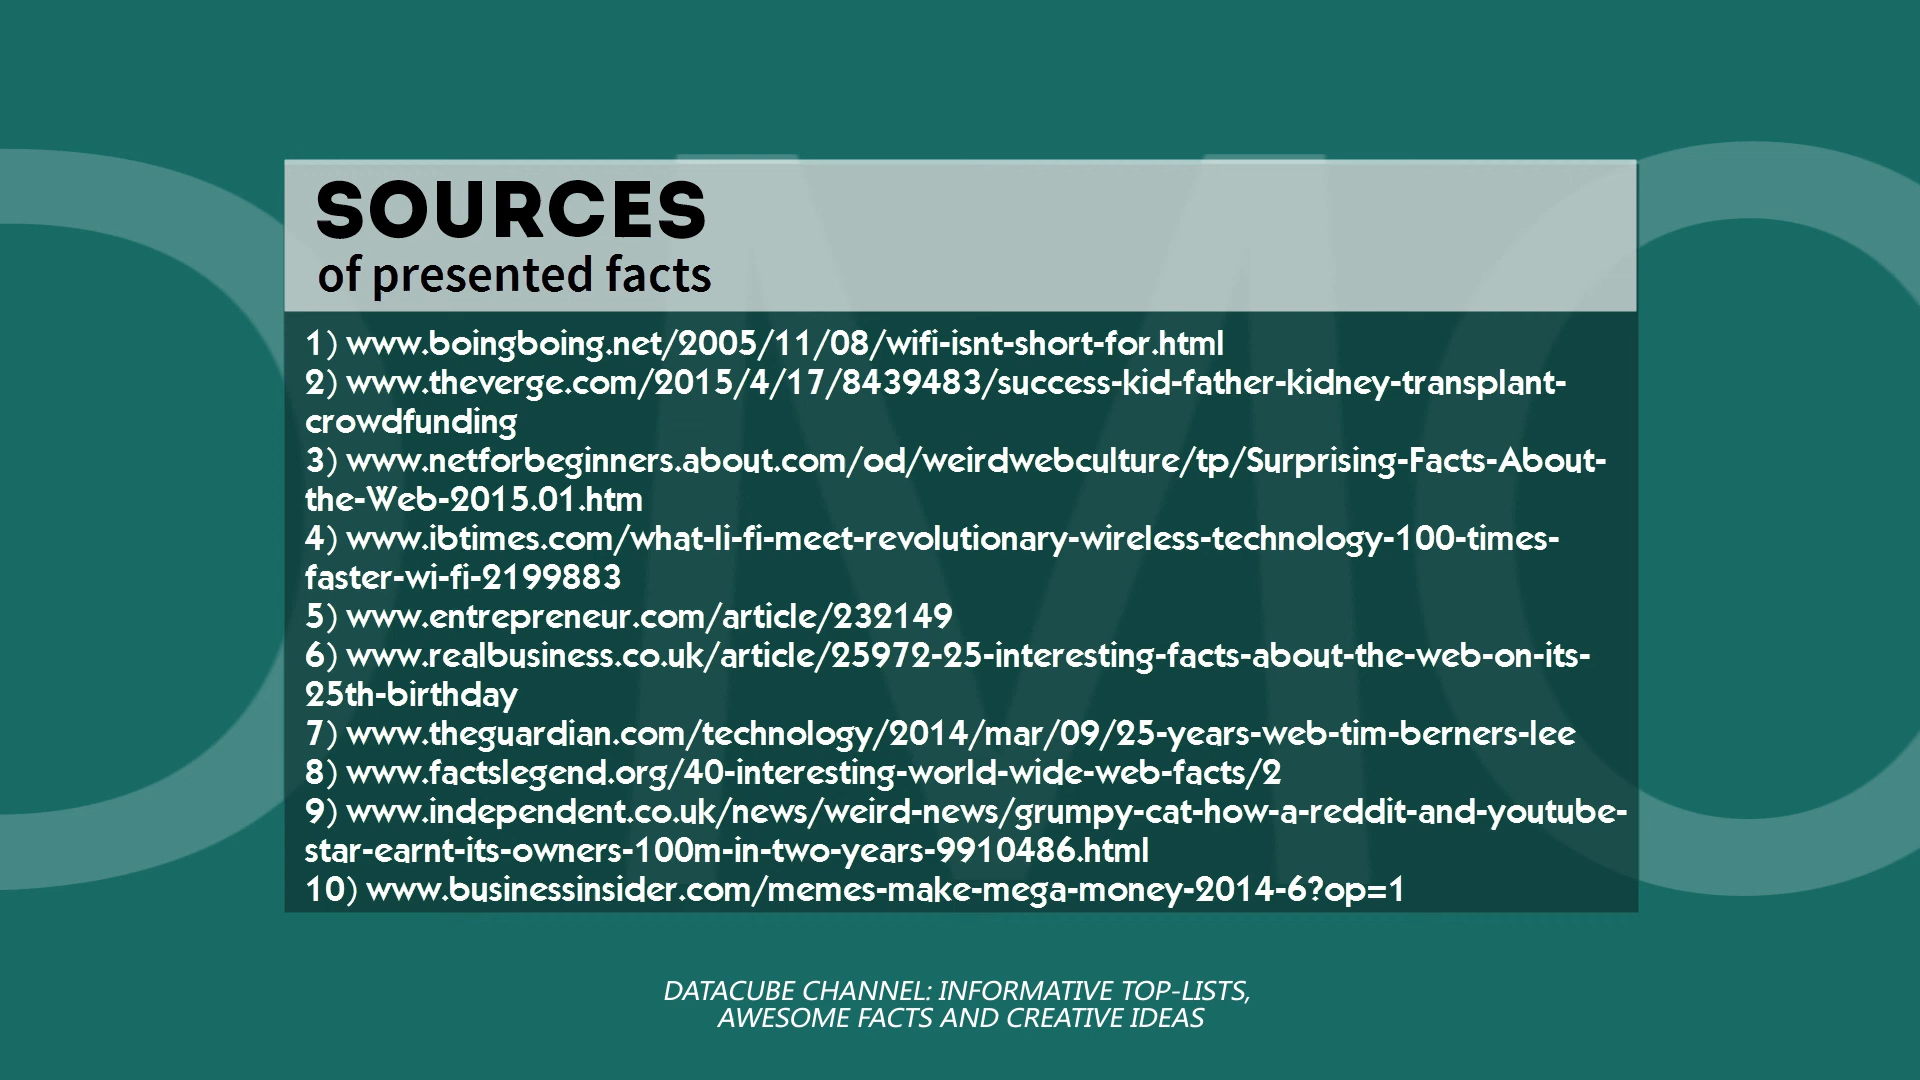 SOURCES
of presented facts
1) www.boingboing.net/2005/11/08/wifi-isnt-short-for.html
2) www.theverge.com/2015/4/17/8439483/success-kid-father-kidney-transplant-
crowdfunding
3) www.netforbeginners.about.com/od/weirdwebculture/tp/Surprising-Facts-About-
the-Web-2015.01.htm
4) www.ibtimes.com/what-li-fi-meet-revolutionary-wireless-technology-100-times-
faster-wi-fi-2199883
5) www.entrepreneur.com/article/232149
6) www.realbusiness.co.uk/article/25972-25-interesting-facts-about-the-web-on-its-
25th-birthday
7) www.theguardian.com/technology/2014/mar/09/25-years-web-tim-berners-lee
8) www.factslegend.org/40-interesting-world-wide-web-facts/2
9) www.independent.co.uk/news/weird-news/grumpy-cat-how-a-reddit-and-youtube-
star-earnt-its-owners-100m-in-two-years-9910486.html
10) www.businessinsider.com/memes-make-mega-money-2014-6?op=1
DATACUBE CHANNEL: INFORMATIVE TOP-LISTS,
AWESOME FACTS AND CREATIVE IDEAS